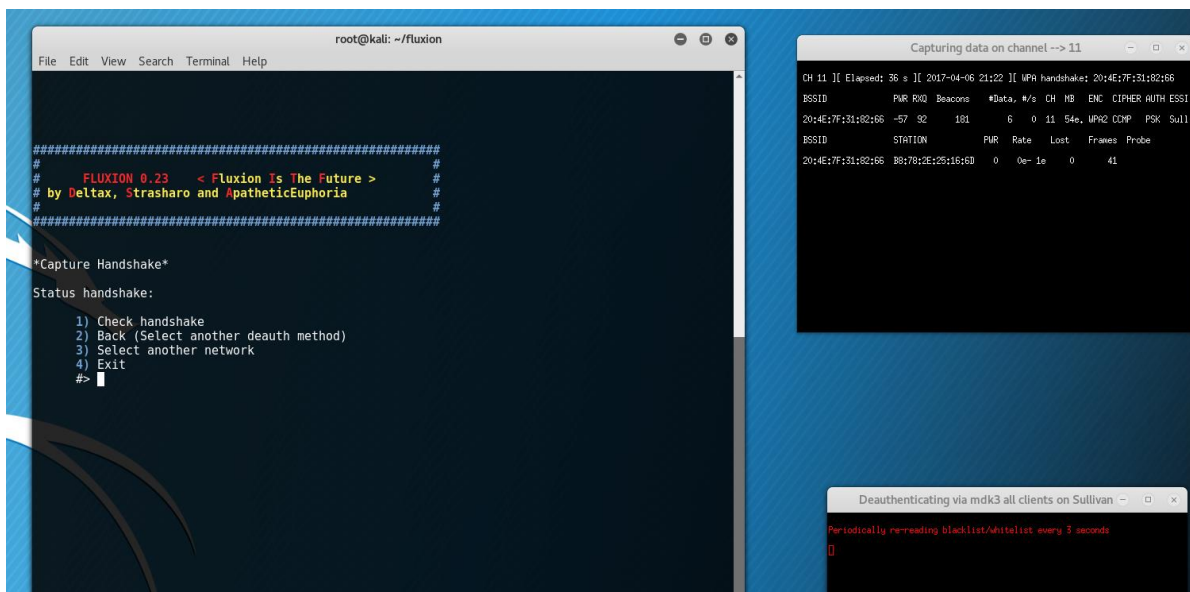 root@kali: ~/fluxion
File Edit View Search Terminal Help
#########################################################
# #
# FLUXION 0.23 < Fluxion Is The Future > #
# by Deltax, Strasharo and ApatheticEuphoria #
# #
#########################################################
*Capture Handshake*
Status handshake:
1) Check handshake
2) Back (Select another deauth method)
3) Select another network
4) Exit
#>
Capturing data on channel --> 11
CH 11 ][ Elapsed: 36 s ][ 2017-04-06 21:22 ][ WPA handshake: 20:4E:7F:31:82:66
BSSID PWR RXQ Beacons #Data, #/s CH MB ENC CIPHER AUTH ESSI
20:4E:7F:31:82:66 -57 92 181 6 0 11 54e. WPA2 CCMP PSK Sull
BSSID STATION PWR Rate Lost Frames Probe
20:4E:7F:31:82:66 B8:78:2E:25:16:6D 0 0e- 1e 0 41
Deauthenticating via mdk3 all clients on Sullivan
Periodically re-reading blacklist/whitelist every 3 seconds